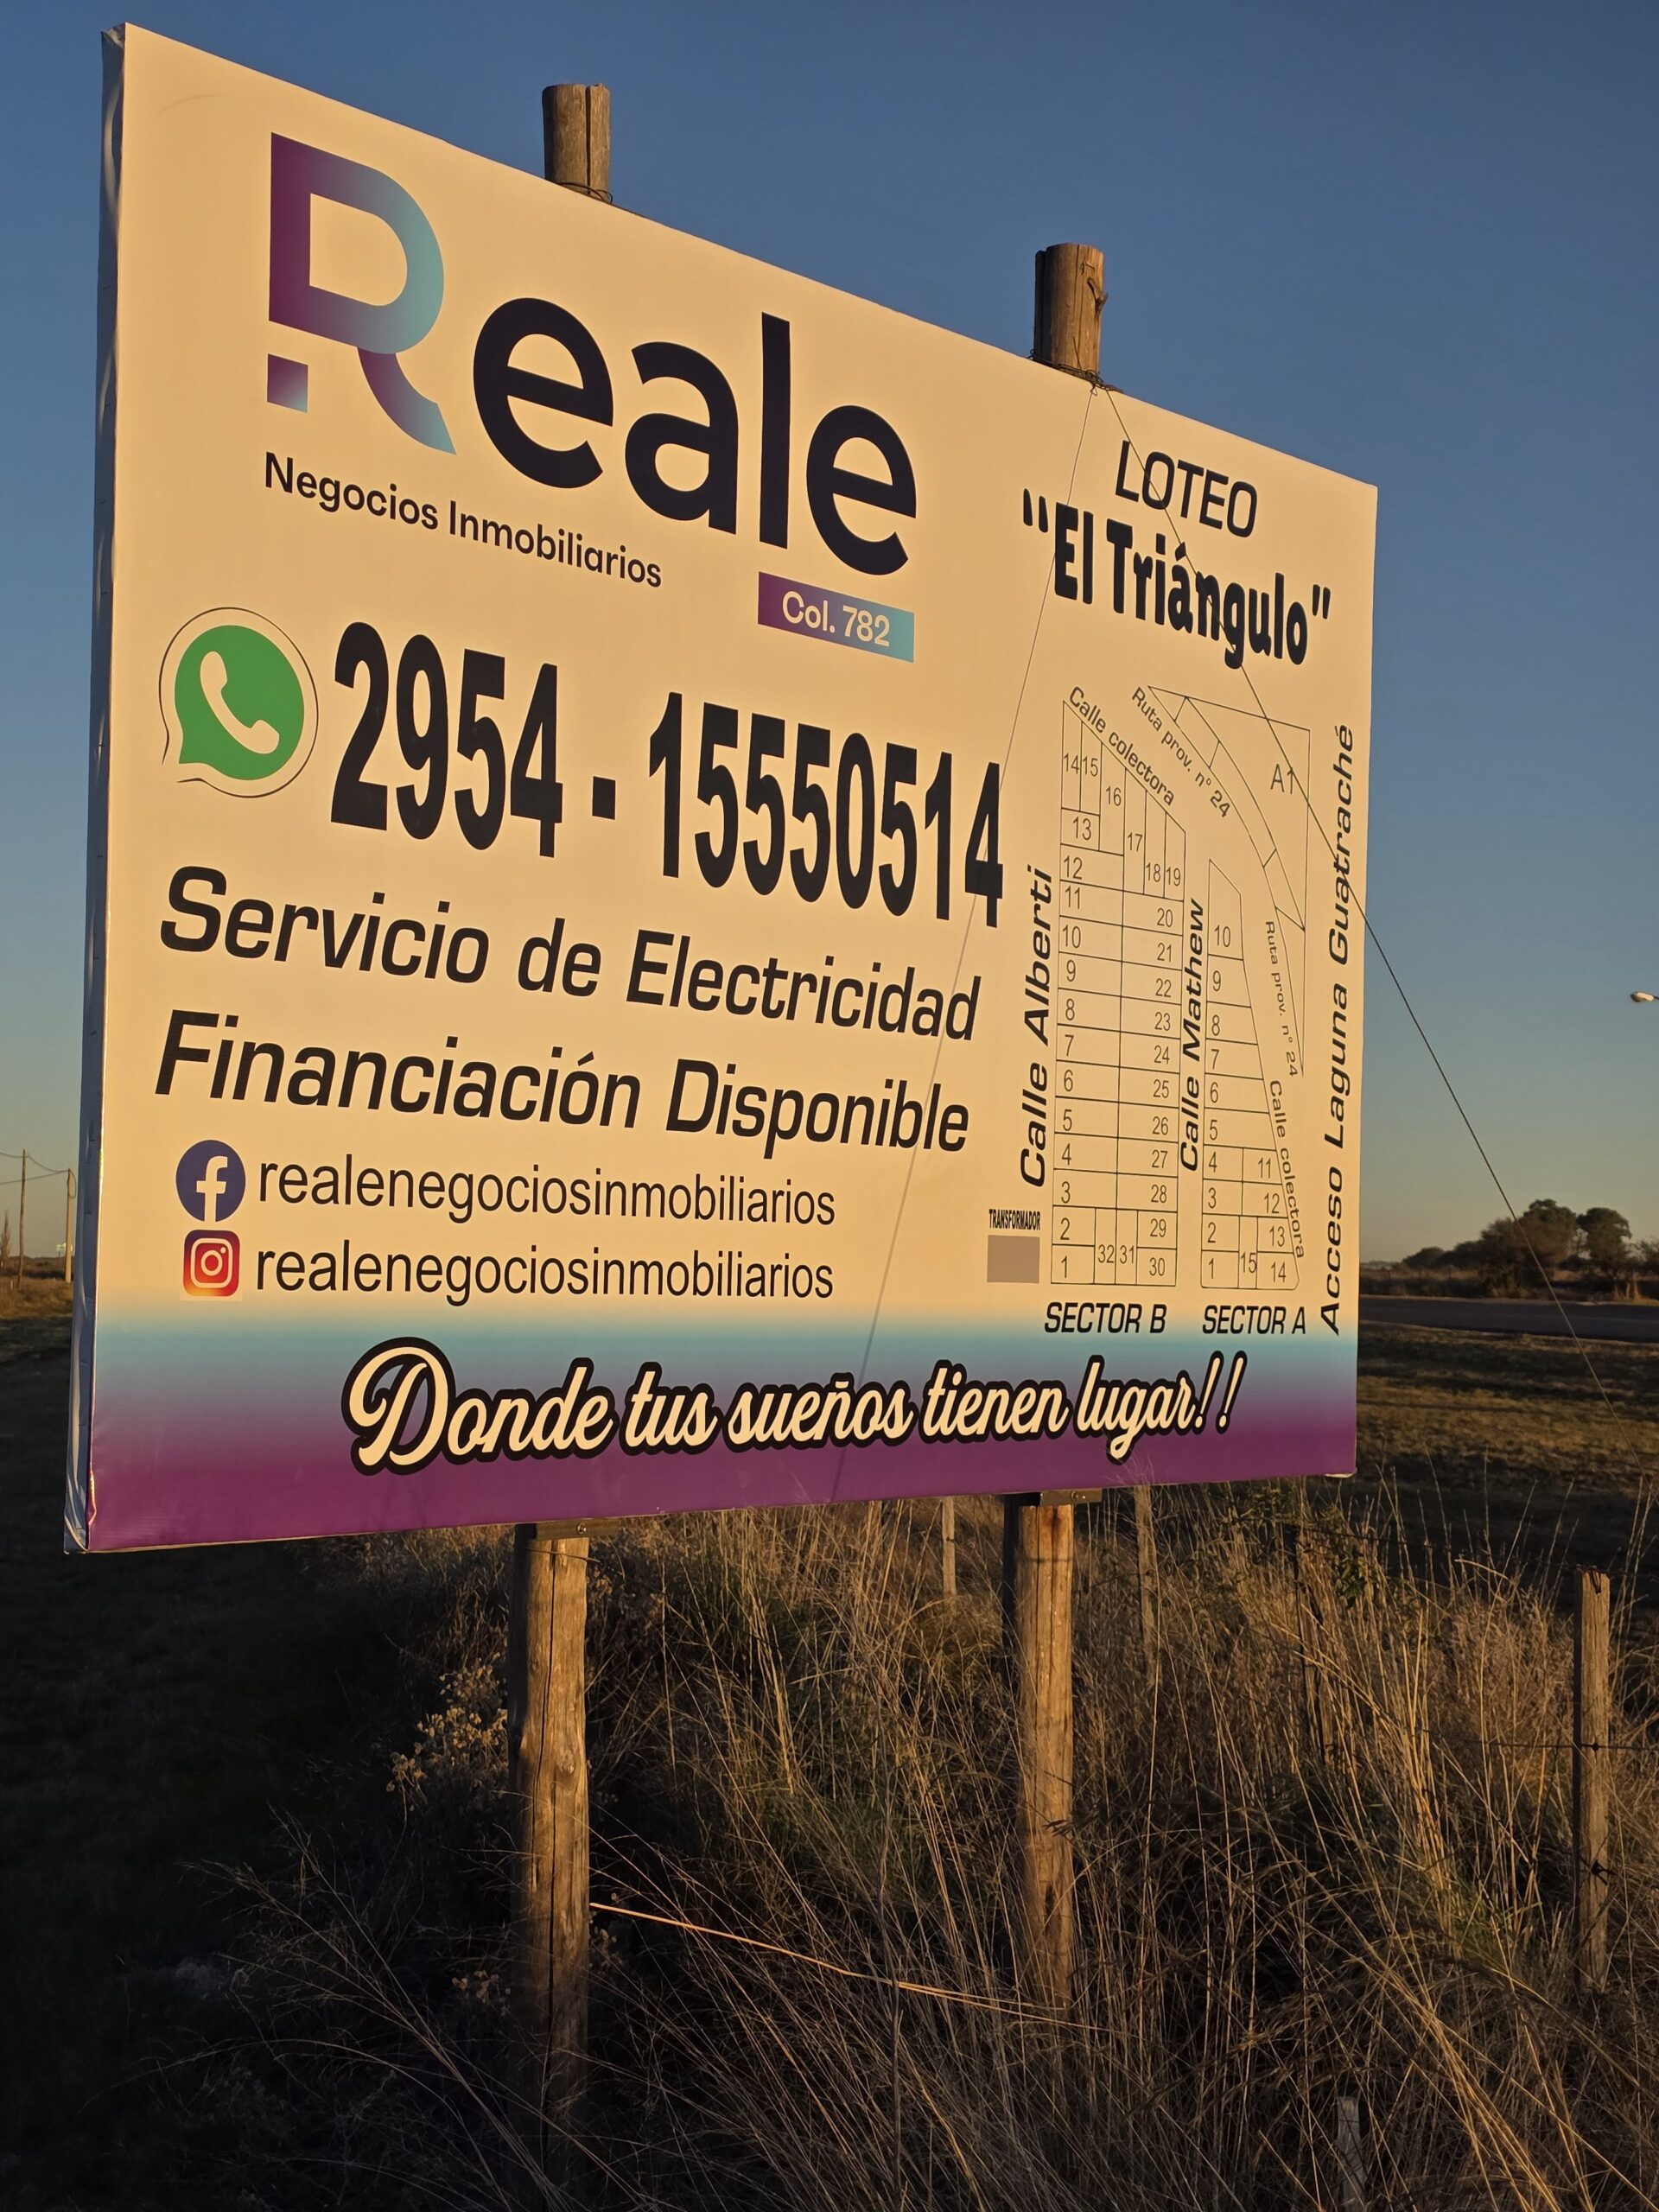 Reale
Negocios Inmobiliarios
Col. 782
2954 - 15550514
Servicio de Electricidad
Financiación Disponible
realenegociosinmobiliarios
realenegociosinmobiliarios
Donde tus sueños tienen lugar!!
LOTEO
"El Triángulo"
Calle colectora
Ruta prov. n° 24
A1
Calle Alberti
14 15
16
13
17
12
18 19
11
20
10
21
9
22
8
23
7
24
6
25
5
26
4
27
3
28
2
29
1
32 31
30
Calle Mathew
10
9
8
7
6
5
4 11
3 12
2 13
1 15 14
Ruta prov. n° 24
Calle colectora
Acceso Laguna Guatraché
TRANSFORMADOR
SECTOR B
SECTOR A